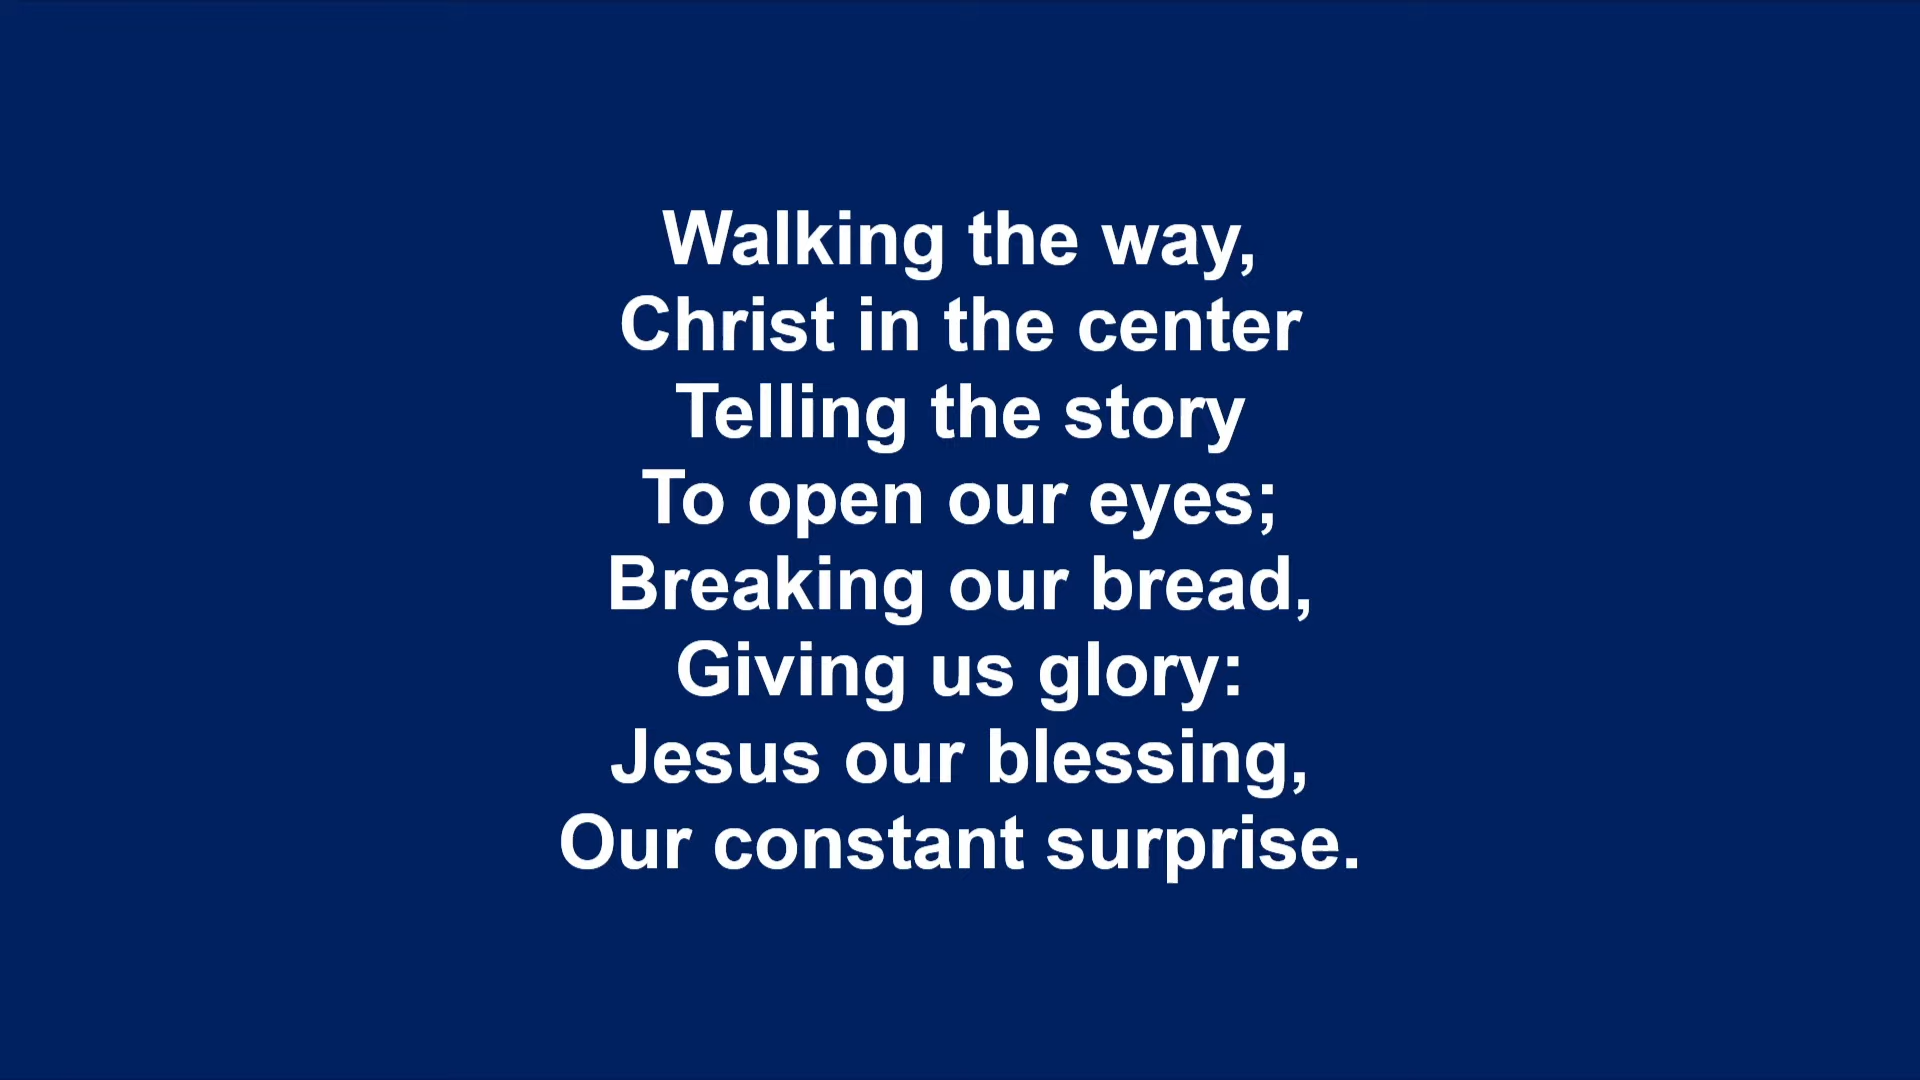 Walking the way,
Christ in the center
Telling the story
To open our eyes;
Breaking our bread,
Giving us glory:
Jesus our blessing,
Our constant surprise.